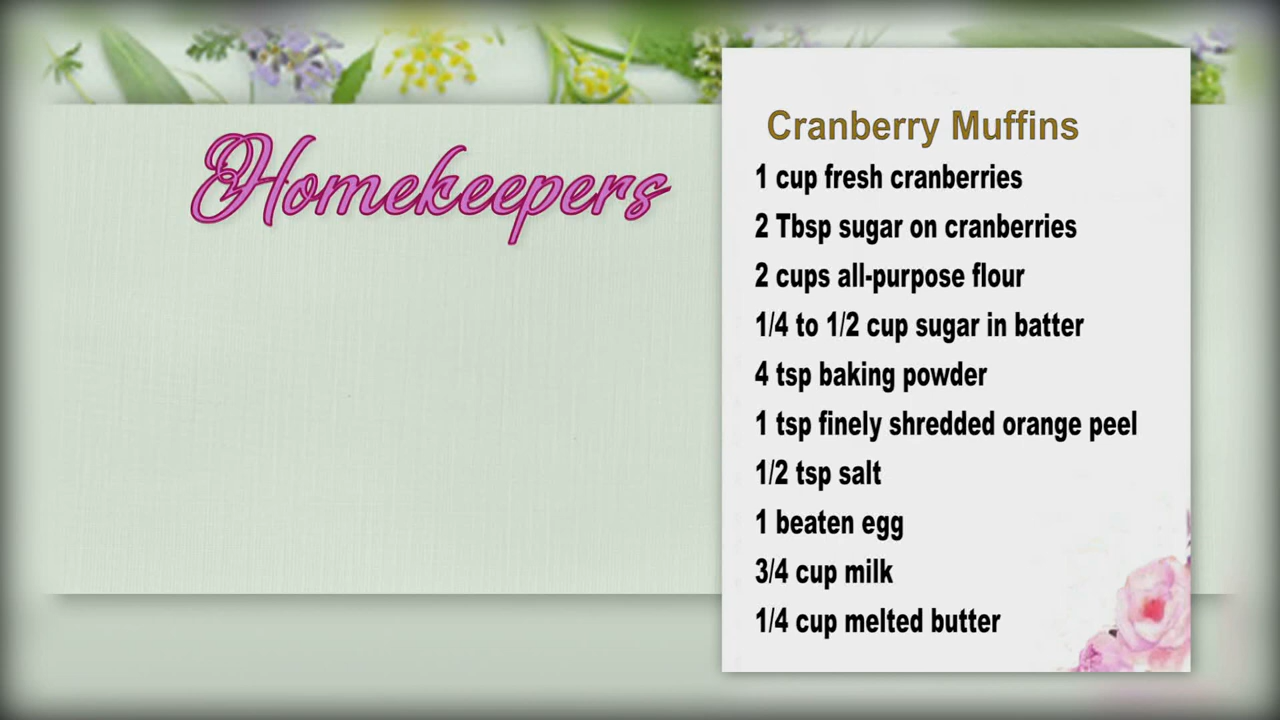 Homekeepers
Cranberry Muffins
1 cup fresh cranberries
2 Tbsp sugar on cranberries
2 cups all-purpose flour
1/4 to 1/2 cup sugar in batter
4 tsp baking powder
1 tsp finely shredded orange peel
1/2 tsp salt
1 beaten egg
3/4 cup milk
1/4 cup melted butter